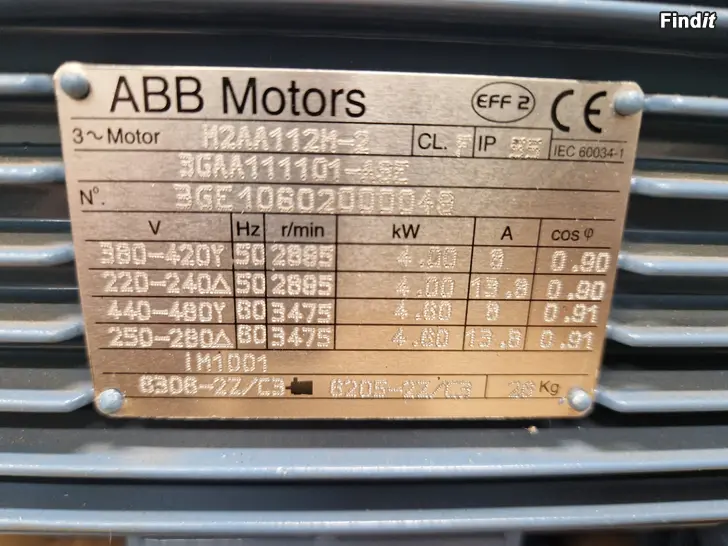 Findit
ABB Motors EFF 2 CE
3~Motor M2AA112M-2 CL. F IP 55 IEC 60034-1
3GAA111101-ASE
No. 3GE10602000048
V Hz r/min kW A cos φ
380-420Y 50 2885 4.00 8 0.90
220-240Δ 50 2885 4.00 13.8 0.90
440-480Y 60 3475 4.60 8 0.91
250-280Δ 60 3475 4.60 13.8 0.91
IM1001
6306-2Z/C3 6205-2Z/C3 Kg